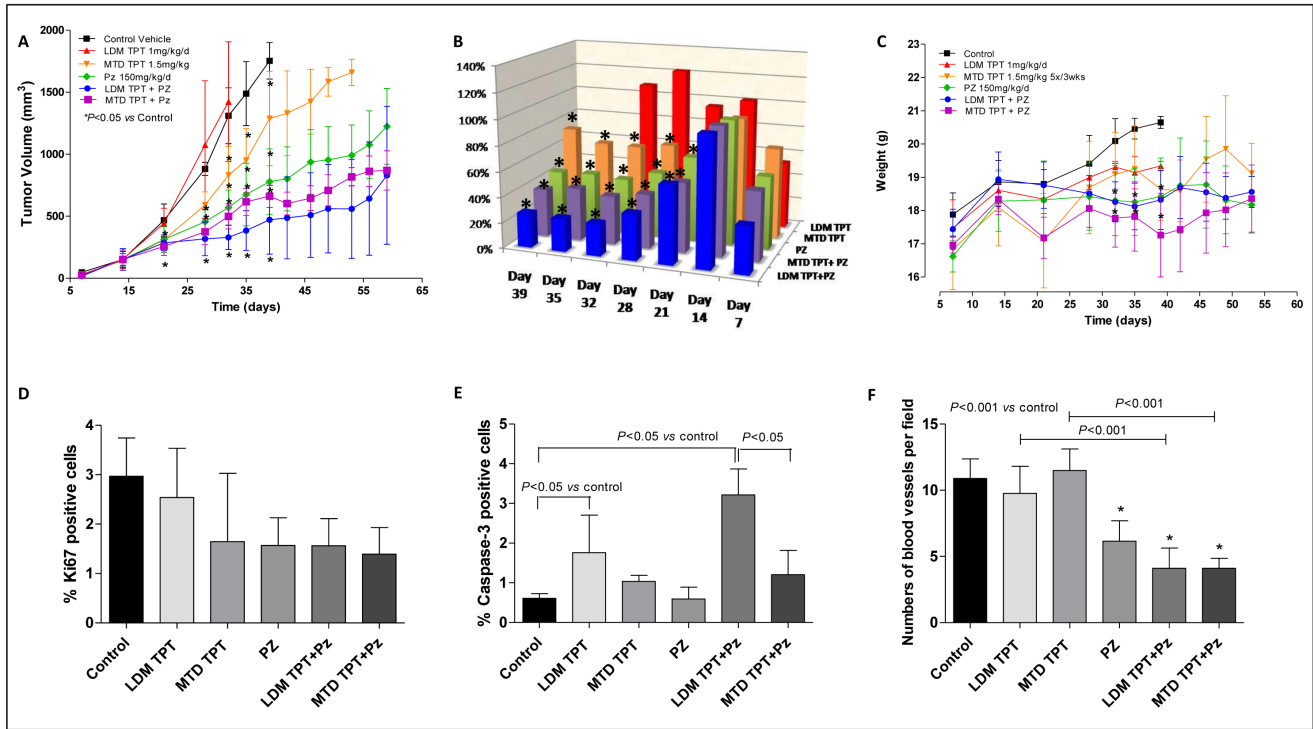 A
Tumor Volume (mm³)
2000
1500
1000
500
0
5
15
25
35
45
55
65
Time (days)
Control Vehicle
LDM TPT 1mg/kg/d
MTD TPT 1.5mg/kg
Pz 150mg/kg/d
LDM TPT + PZ
MTD TPT + Pz
*P<0.05 vs Control
B
140%
120%
100%
80%
60%
40%
20%
0%
Day 39
Day 35
Day 32
Day 28
Day 21
Day 14
Day 7
LDM TPT
MTD TPT
PZ
MTD TPT+ PZ
LDM TPT+PZ
C
Weight (g)
23
22
21
20
19
18
17
16
5
10
15
20
25
30
35
40
45
50
55
60
Time (days)
Control
LDM TPT 1mg/kg/d
MTD TPT 1.5mg/kg 5x/3wks
PZ 150mg/kg/d
LDM TPT + PZ
MTD TPT + PZ
D
% Ki67 positive cells
4
3
2
1
0
Control
LDM TPT
MTD TPT
PZ
LDM TPT+Pz
MTD TPT+Pz
E
% Caspase-3 positive cells
5
4
3
2
1
0
P<0.05 vs control
P<0.05
P<0.05 vs control
Control
LDM TPT
MTD TPT
PZ
LDM TPT+Pz
MTD TPT+Pz
F
Numbers of blood vessels per field
15
10
5
0
P<0.001 vs control
P<0.001
P<0.001
* * *
Control
LDM TPT
MTD TPT
PZ
LDM TPT+Pz
MTD TPT+Pz